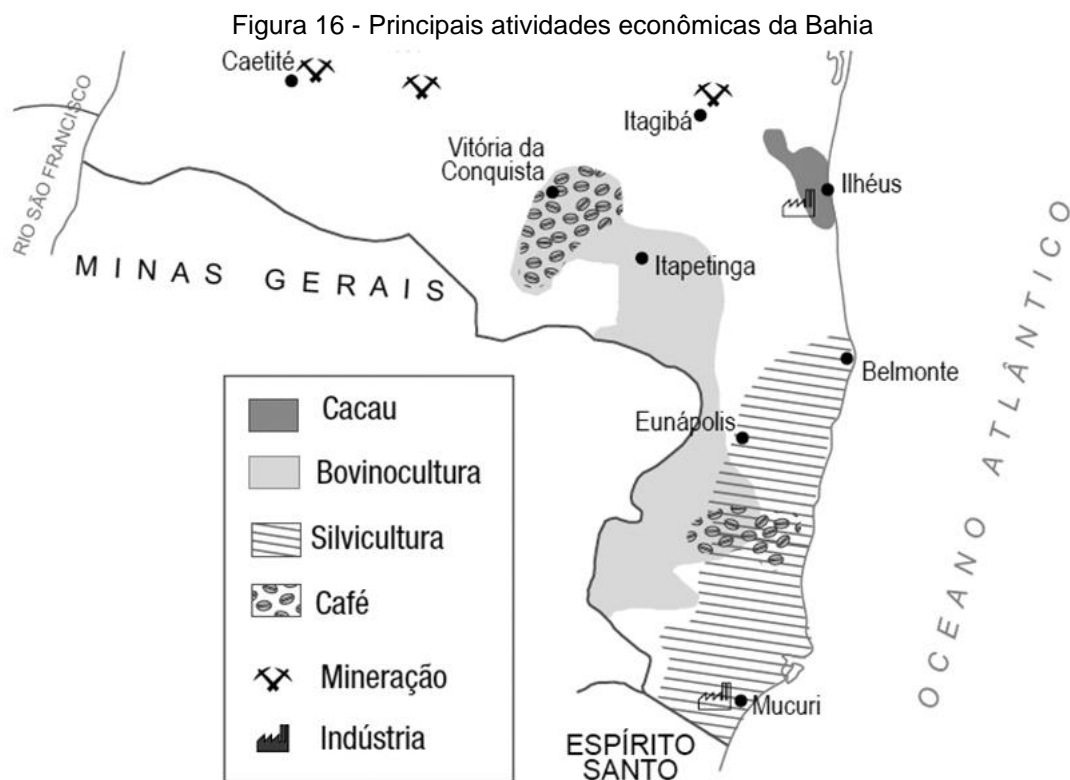 Figura 16 - Principais atividades econômicas da Bahia
Caetité
RIO SÃO FRANCISCO
Itagibá
Vitória da
Conquista
Ilhéus
Itapetinga
MINAS GERAIS
Belmonte
Eunápolis
OCEANO ATLÂNTICO
Cacau
Bovinocultura
Silvicultura
Café
Mineração
Indústria
Mucuri
ESPÍRITO
SANTO